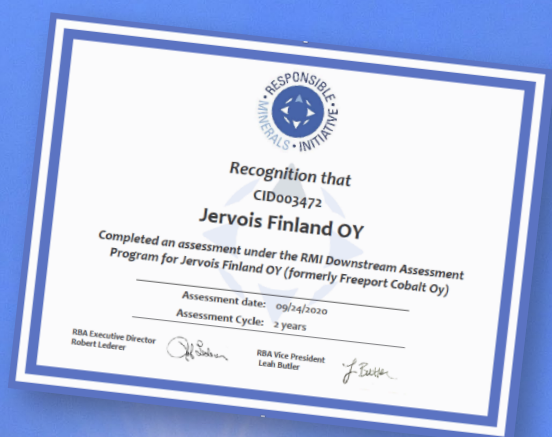 RESPONSIBLE
MINERALS • INITIATIVE
Recognition that
CID003472
Jervois Finland OY
Completed an assessment under the RMI Downstream Assessment
Program for Jervois Finland OY (formerly Freeport Cobalt Oy)
Assessment date: 09/24/2020
Assessment Cycle: 2 years
RBA Executive Director
Robert Lederer
RBA Vice President
Leah Butler